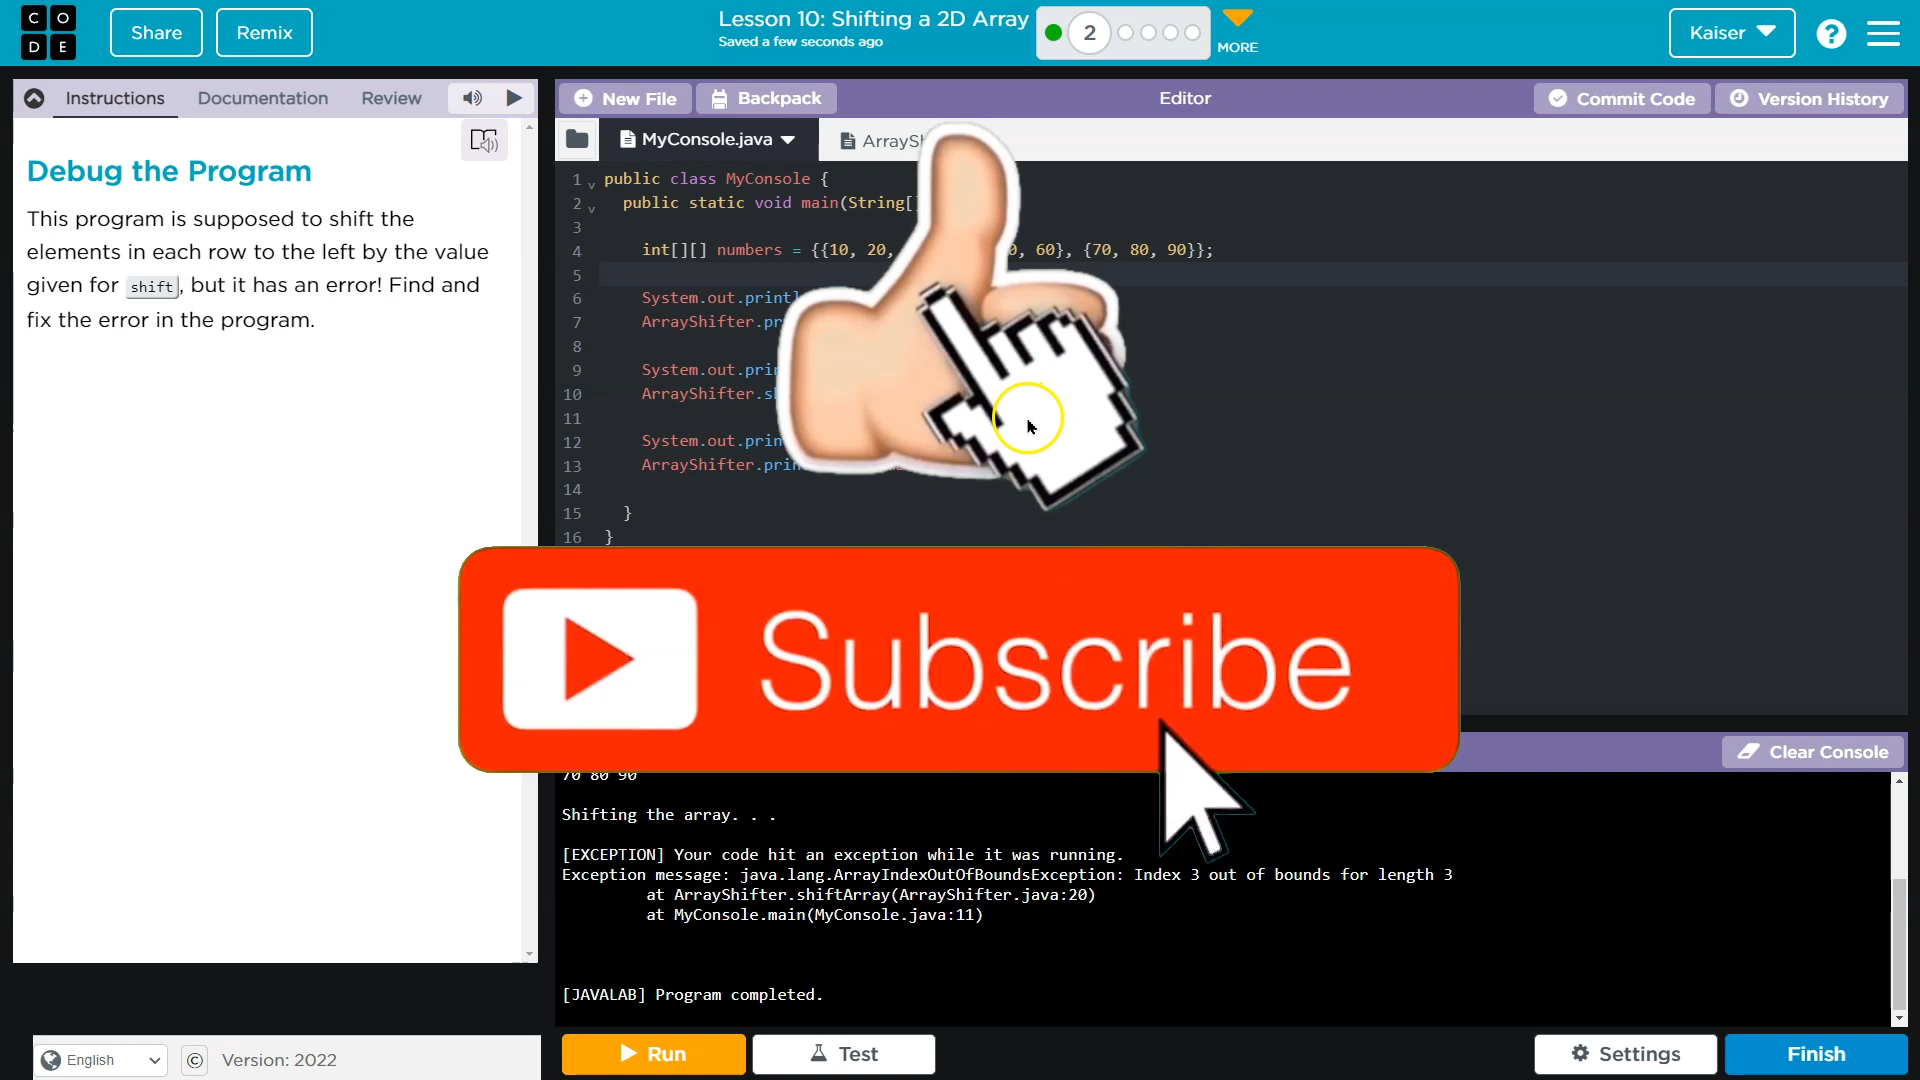 CODE
Share
Remix
Lesson 10: Shifting a 2D Array
Saved a few seconds ago
2
MORE
Kaiser
?
Instructions
Documentation
Review
New File
Backpack
Editor
Commit Code
Version History
MyConsole.java
Debug the Program
This program is supposed to shift the
elements in each row to the left by the value
given for shift, but it has an error! Find and
fix the error in the program.
1 public class MyConsole {
2 public static void main(String[
3
4 int[][] numbers = {{10, 20, 60}, {70, 80, 90}};
5
6 System.out.printl
7 ArrayShifter.pr
8
9 System.out.prin
10 ArrayShifter.s
11
12 System.out.prin
13 ArrayShifter.prin
14
15 }
16 }
Subscribe
Clear Console
70 80 90
Shifting the array. . .
[EXCEPTION] Your code hit an exception while it was running.
Exception message: java.lang.ArrayIndexOutOfBoundsException: Index 3 out of bounds for length 3
at ArrayShifter.shiftArray(ArrayShifter.java:20)
at MyConsole.main(MyConsole.java:11)
[JAVALAB] Program completed.
English
©
Version: 2022
Run
Test
Settings
Finish